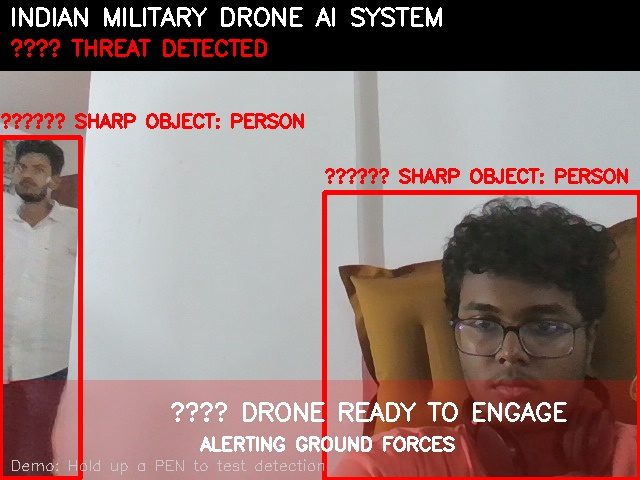 INDIAN MILITARY DRONE AI SYSTEM
???? THREAT DETECTED
?????? SHARP OBJECT: PERSON
?????? SHARP OBJECT: PERSON
???? DRONE READY TO ENGAGE
ALERTING GROUND FORCES
Demo: Hold up a PEN to test detection